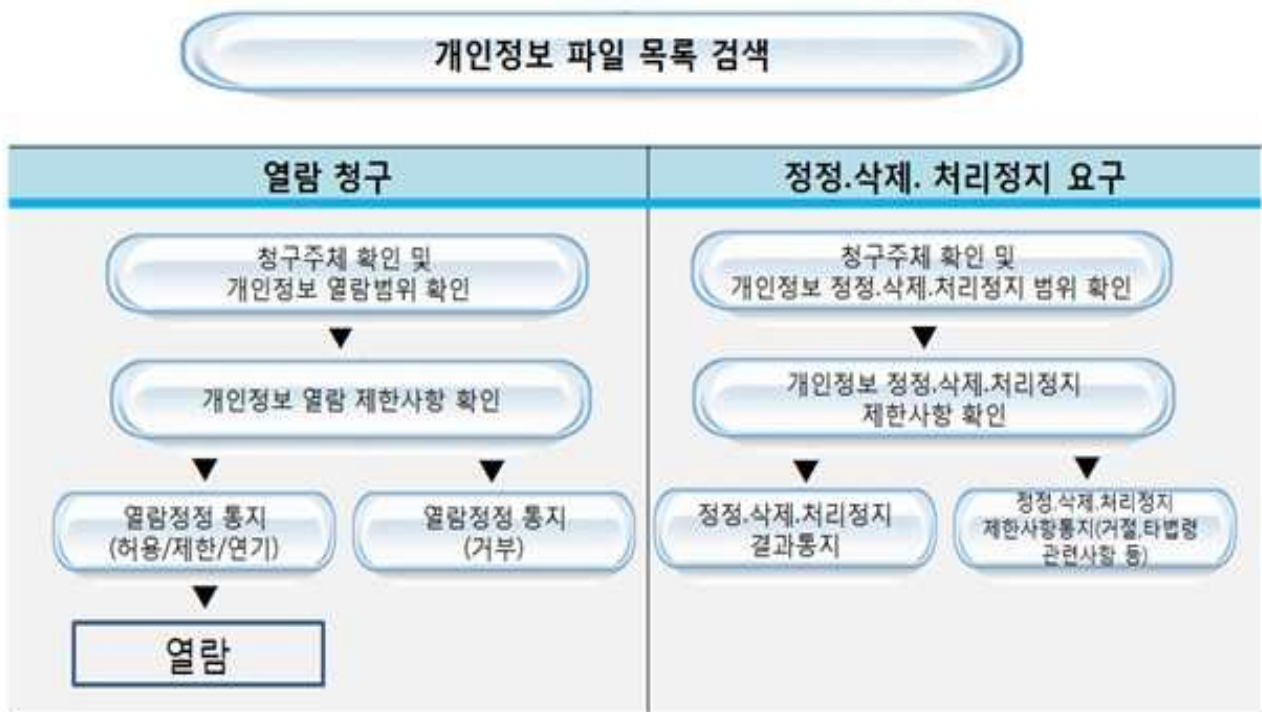 개인정보 파일 목록 검색
열람 청구
청구주체 확인 및
개인정보 열람범위 확인
개인정보 열람 제한사항 확인
열람정정 통지
(허용/제한/연기)
열람정정 통지
(거부)
열람
정정.삭제. 처리정지 요구
청구주체 확인 및
개인정보 정정.삭제.처리정지 범위 확인
개인정보 정정.삭제.처리정지
제한사항 확인
정정.삭제.처리정지
결과통지
정정.삭제.처리정지
제한사항통지(거절,타법령
관련사항 등)